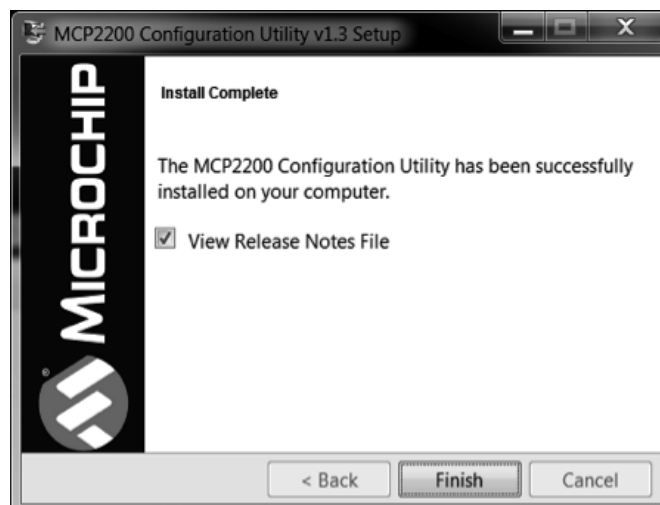 MCP2200 Configuration Utility v1.3 Setup
MICROCHIP
®
Install Complete
The MCP2200 Configuration Utility has been successfully
installed on your computer.
View Release Notes File
< Back
Finish
Cancel